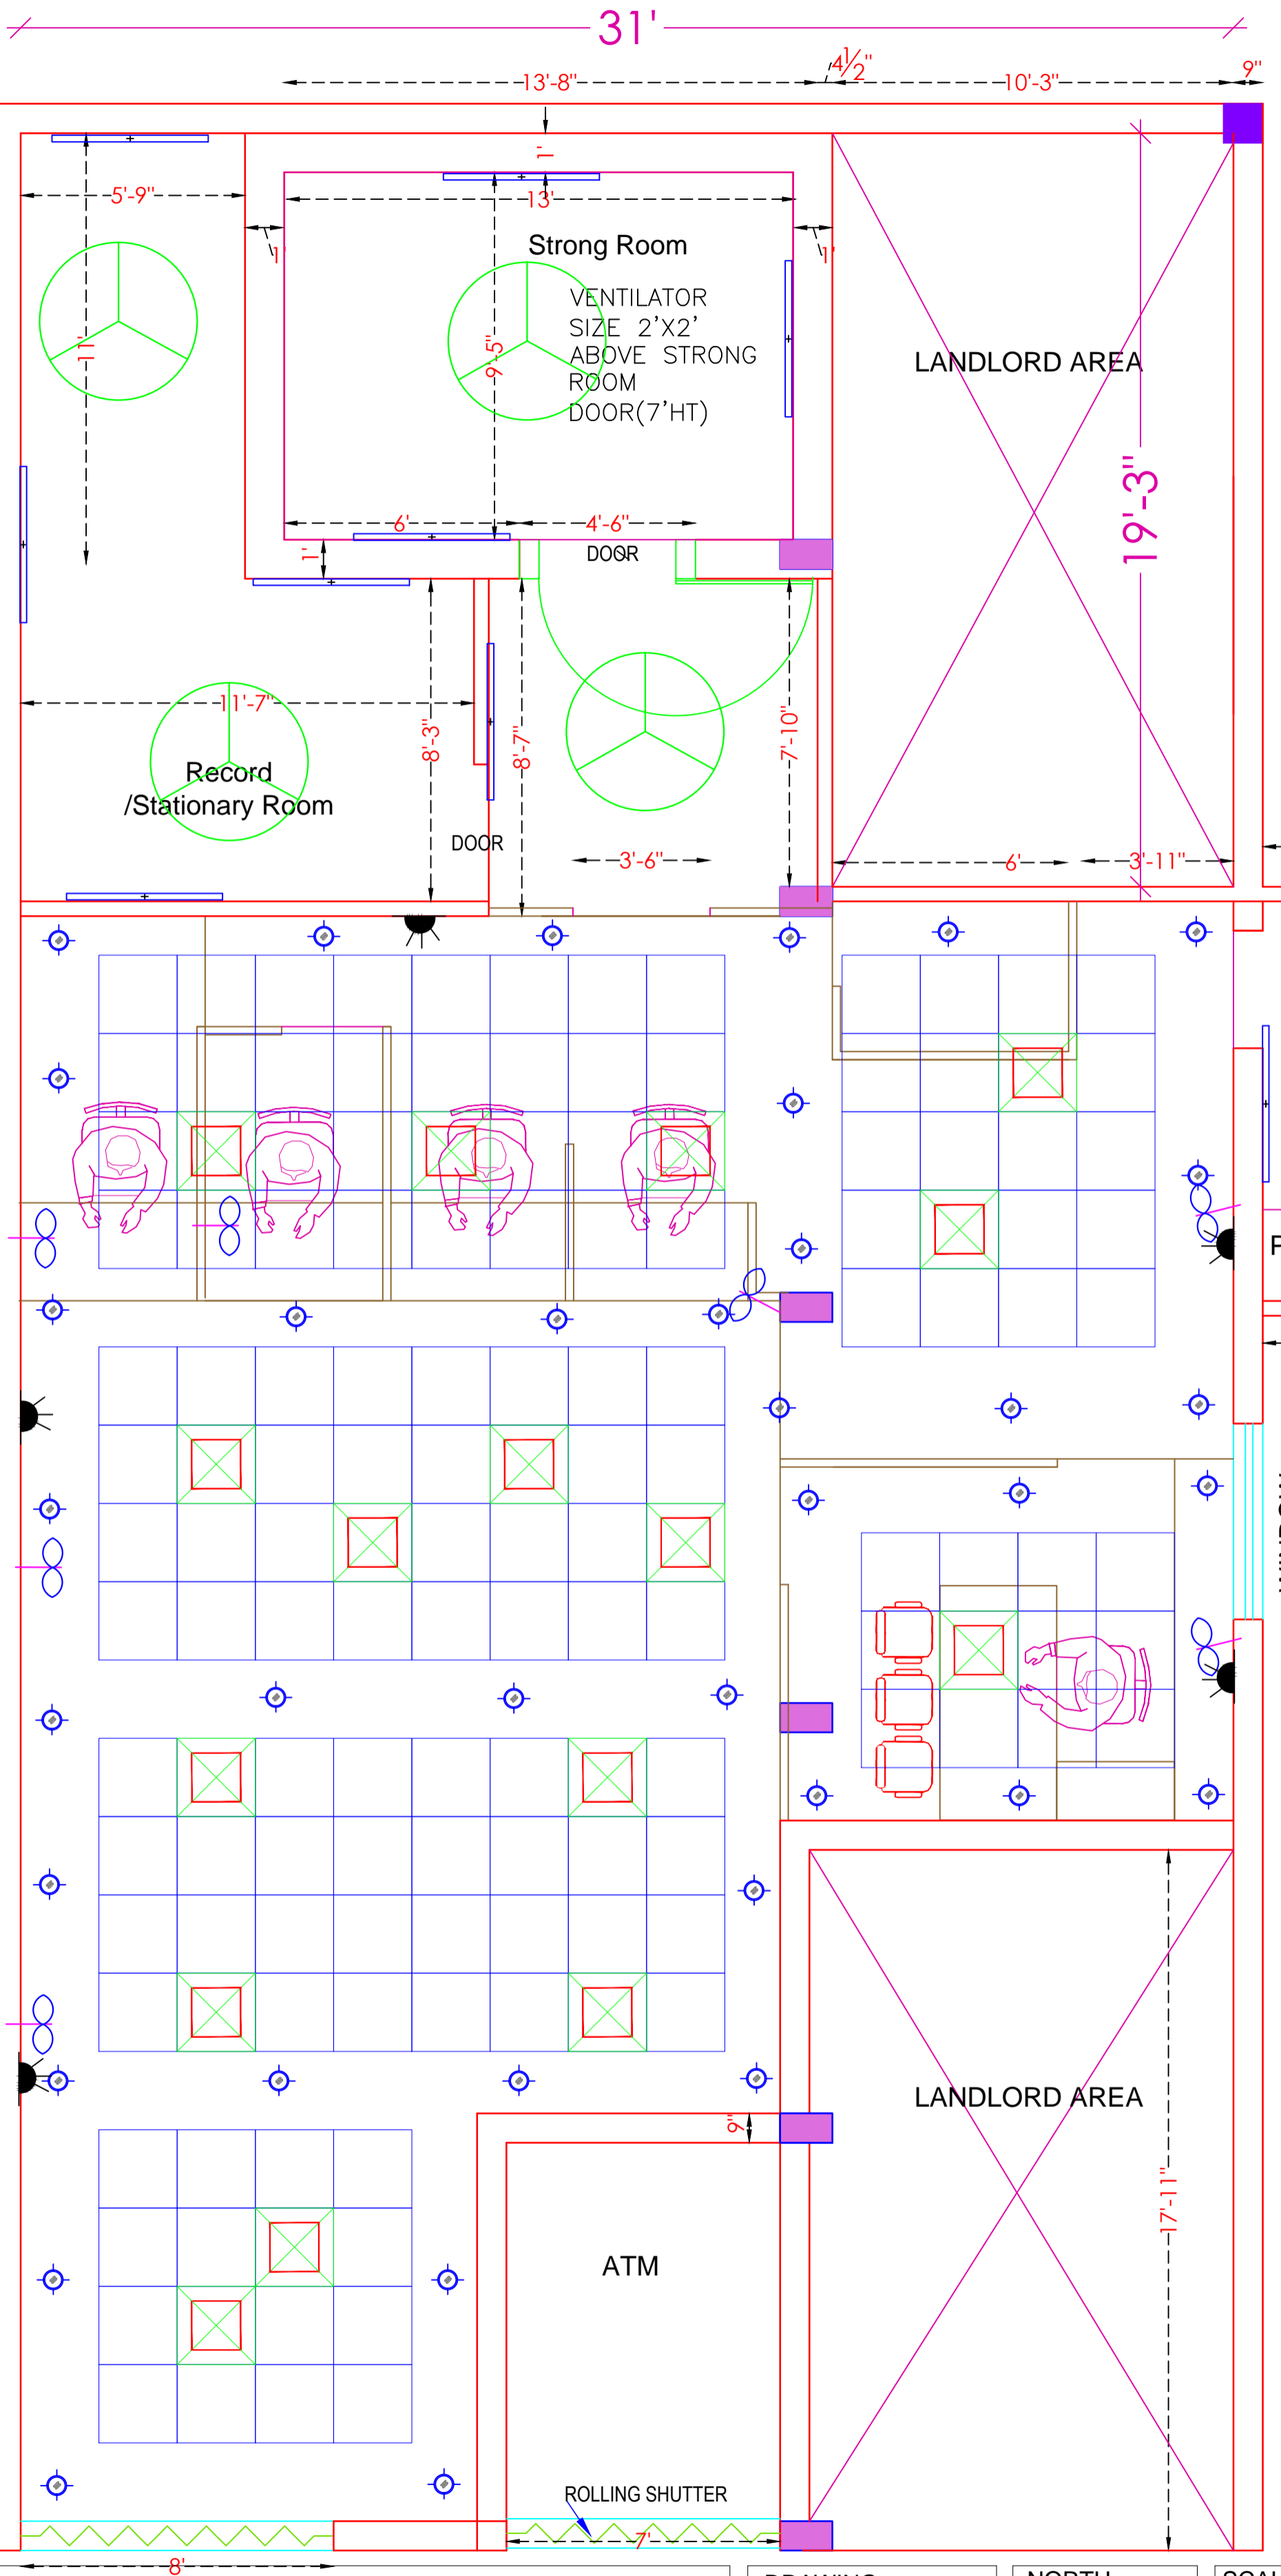 31'
13'-8"
4½"
10'-3"
9"
1'
5'-9"
13'
1'
1'
Strong Room
VENTILATOR
SIZE 2'X2'
ABOVE STRONG
ROOM
DOOR(7'HT)
11'
9'-5"
LANDLORD AREA
19'-3"
6'
4'-6"
DOOR
1'
11'-7"
8'-3"
8'-7"
7'-10"
Record
/Stationary Room
DOOR
3'-6"
6'
3'-11"
9"
LANDLORD AREA
17'-11"
ATM
ROLLING SHUTTER
7'
8'